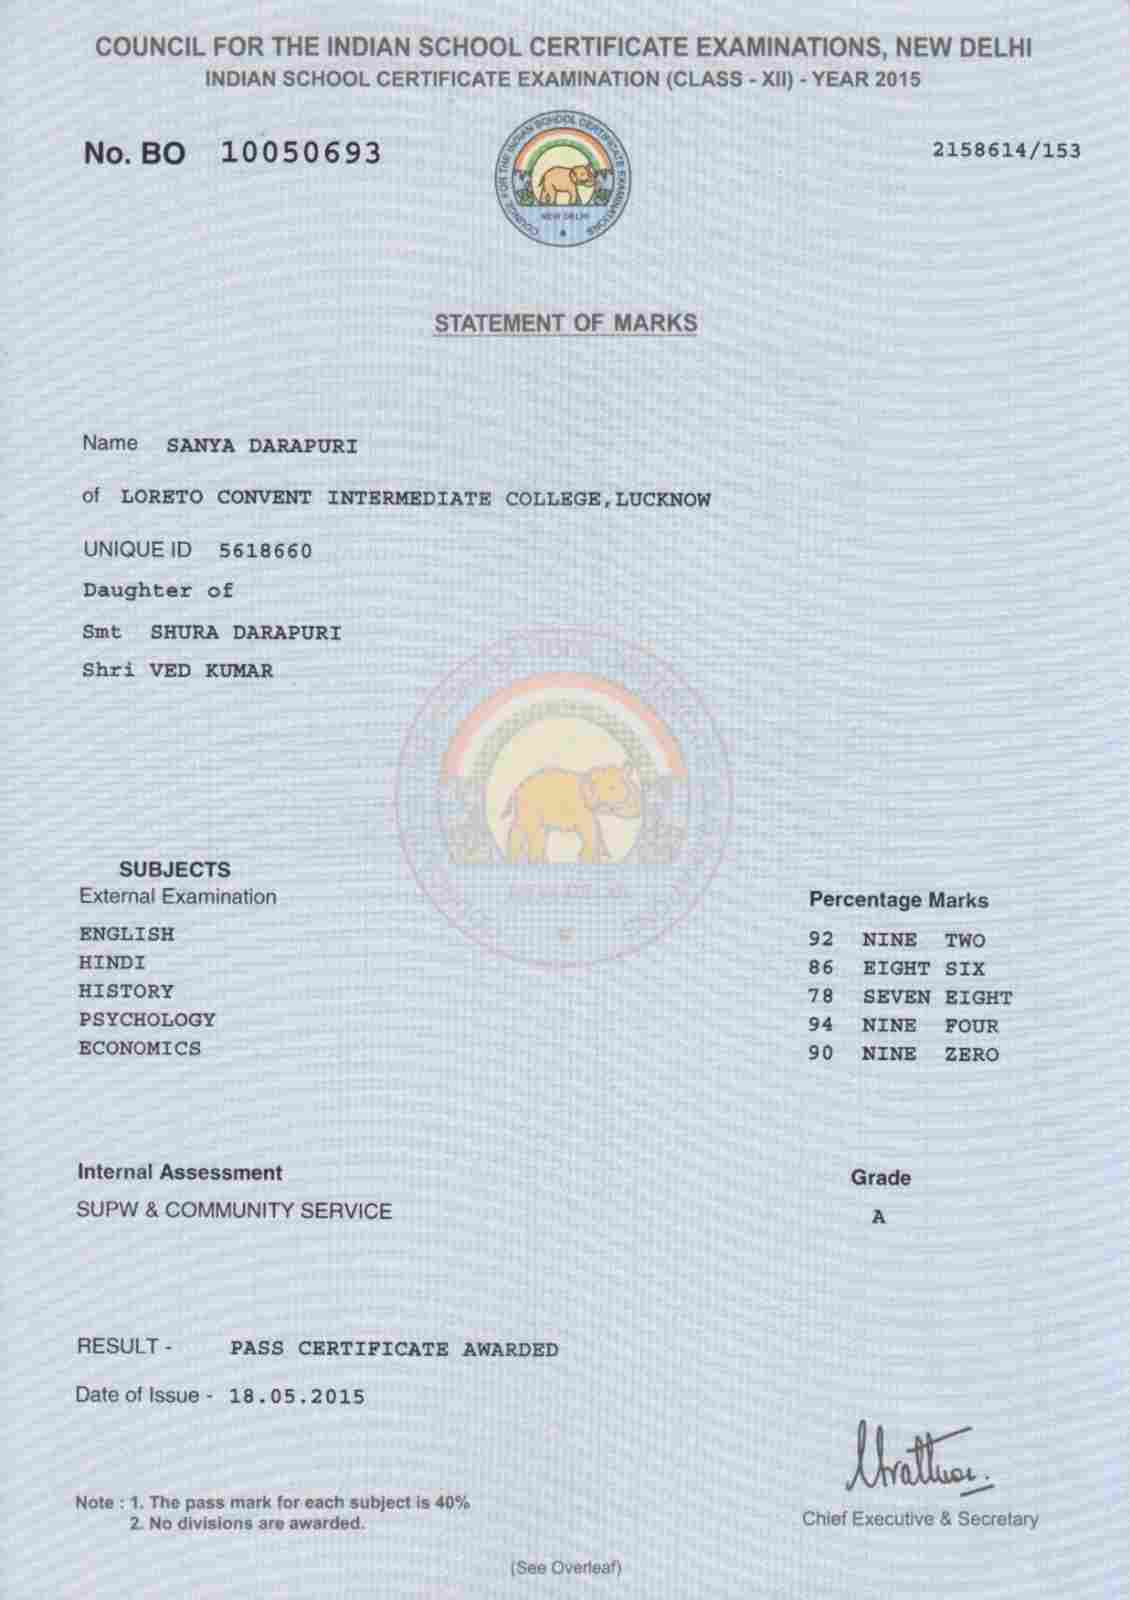 COUNCIL FOR THE INDIAN SCHOOL CERTIFICATE EXAMINATIONS, NEW DELHI
INDIAN SCHOOL CERTIFICATE EXAMINATION (CLASS - XII) - YEAR 2015
No. BO 10050693
COUNCIL FOR THE INDIAN SCHOOL CERTIFICATE EXAMINATIONS
NEW DELHI
2158614/153
STATEMENT OF MARKS
Name SANYA DARAPURI
of LORETO CONVENT INTERMEDIATE COLLEGE,LUCKNOW
UNIQUE ID 5618660
Daughter of
Smt SHURA DARAPURI
Shri VED KUMAR
SUBJECTS
External Examination Percentage Marks
ENGLISH 92 NINE TWO
HINDI 86 EIGHT SIX
HISTORY 78 SEVEN EIGHT
PSYCHOLOGY 94 NINE FOUR
ECONOMICS 90 NINE ZERO
Internal Assessment Grade
SUPW & COMMUNITY SERVICE A
RESULT - PASS CERTIFICATE AWARDED
Date of Issue - 18.05.2015
Note : 1. The pass mark for each subject is 40%
2. No divisions are awarded.
Chief Executive & Secretary
(See Overleaf)